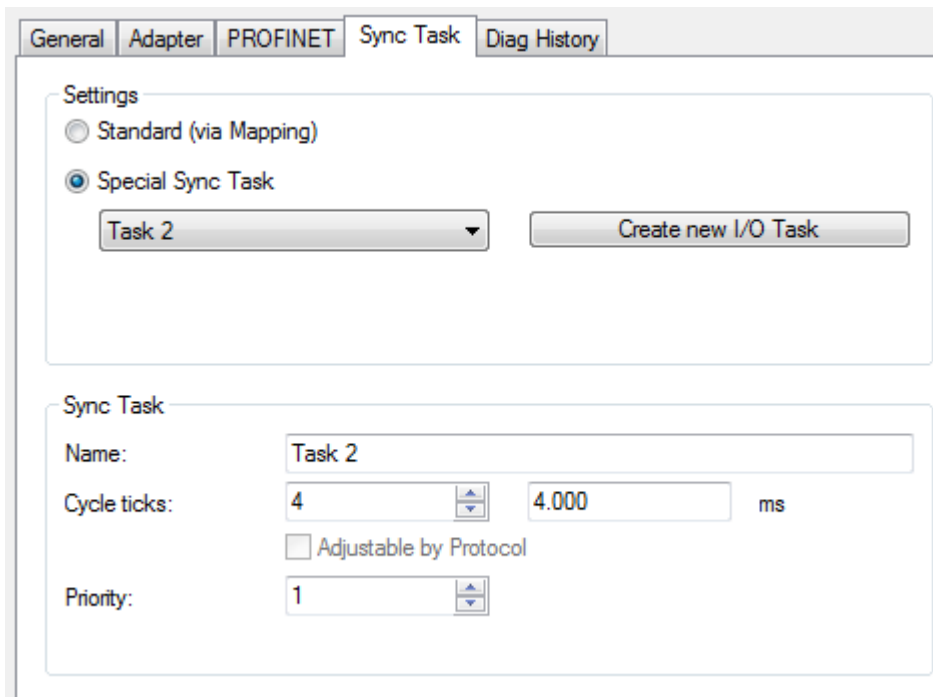 General Adapter PROFINET Sync Task Diag History
Settings
Standard (via Mapping)
Special Sync Task
Task 2 Create new I/O Task
Sync Task
Name: Task 2
Cycle ticks: 4 4.000 ms
Adjustable by Protocol
Priority: 1